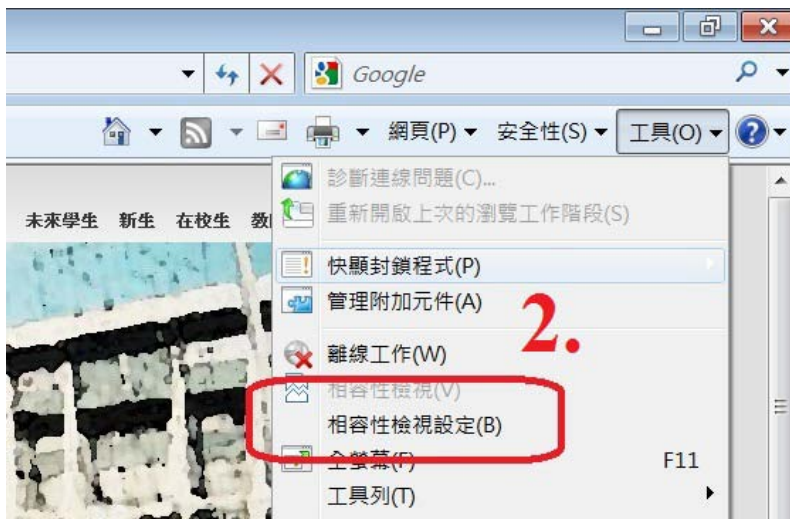 Google
網頁(P) 安全性(S) 工具(O)
診斷連線問題(C)...
重新開啟上次的瀏覽工作階段(S)
未來學生 新生 在校生
快顯封鎖程式(P)
管理附加元件(A)
2.
離線工作(W)
相容性檢視(V)
相容性檢視設定(B)
全螢幕(F) F11
工具列(T)